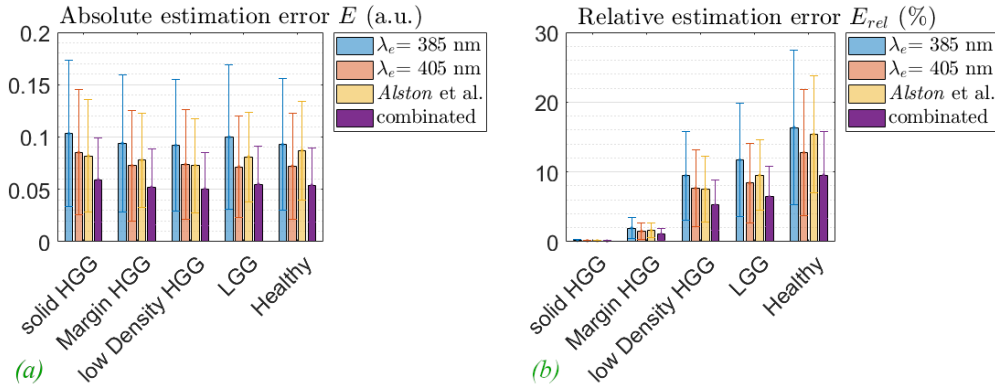 Absolute estimation error E (a.u.)
0.2
0.15
0.1
0.05
0
λe= 385 nm
λe= 405 nm
Alston et al.
combinated
solid HGG
Margin HGG
low Density HGG
LGG
Healthy
(a)
Relative estimation error Erel (%)
30
20
10
0
λe= 385 nm
λe= 405 nm
Alston et al.
combinated
solid HGG
Margin HGG
low Density HGG
LGG
Healthy
(b)